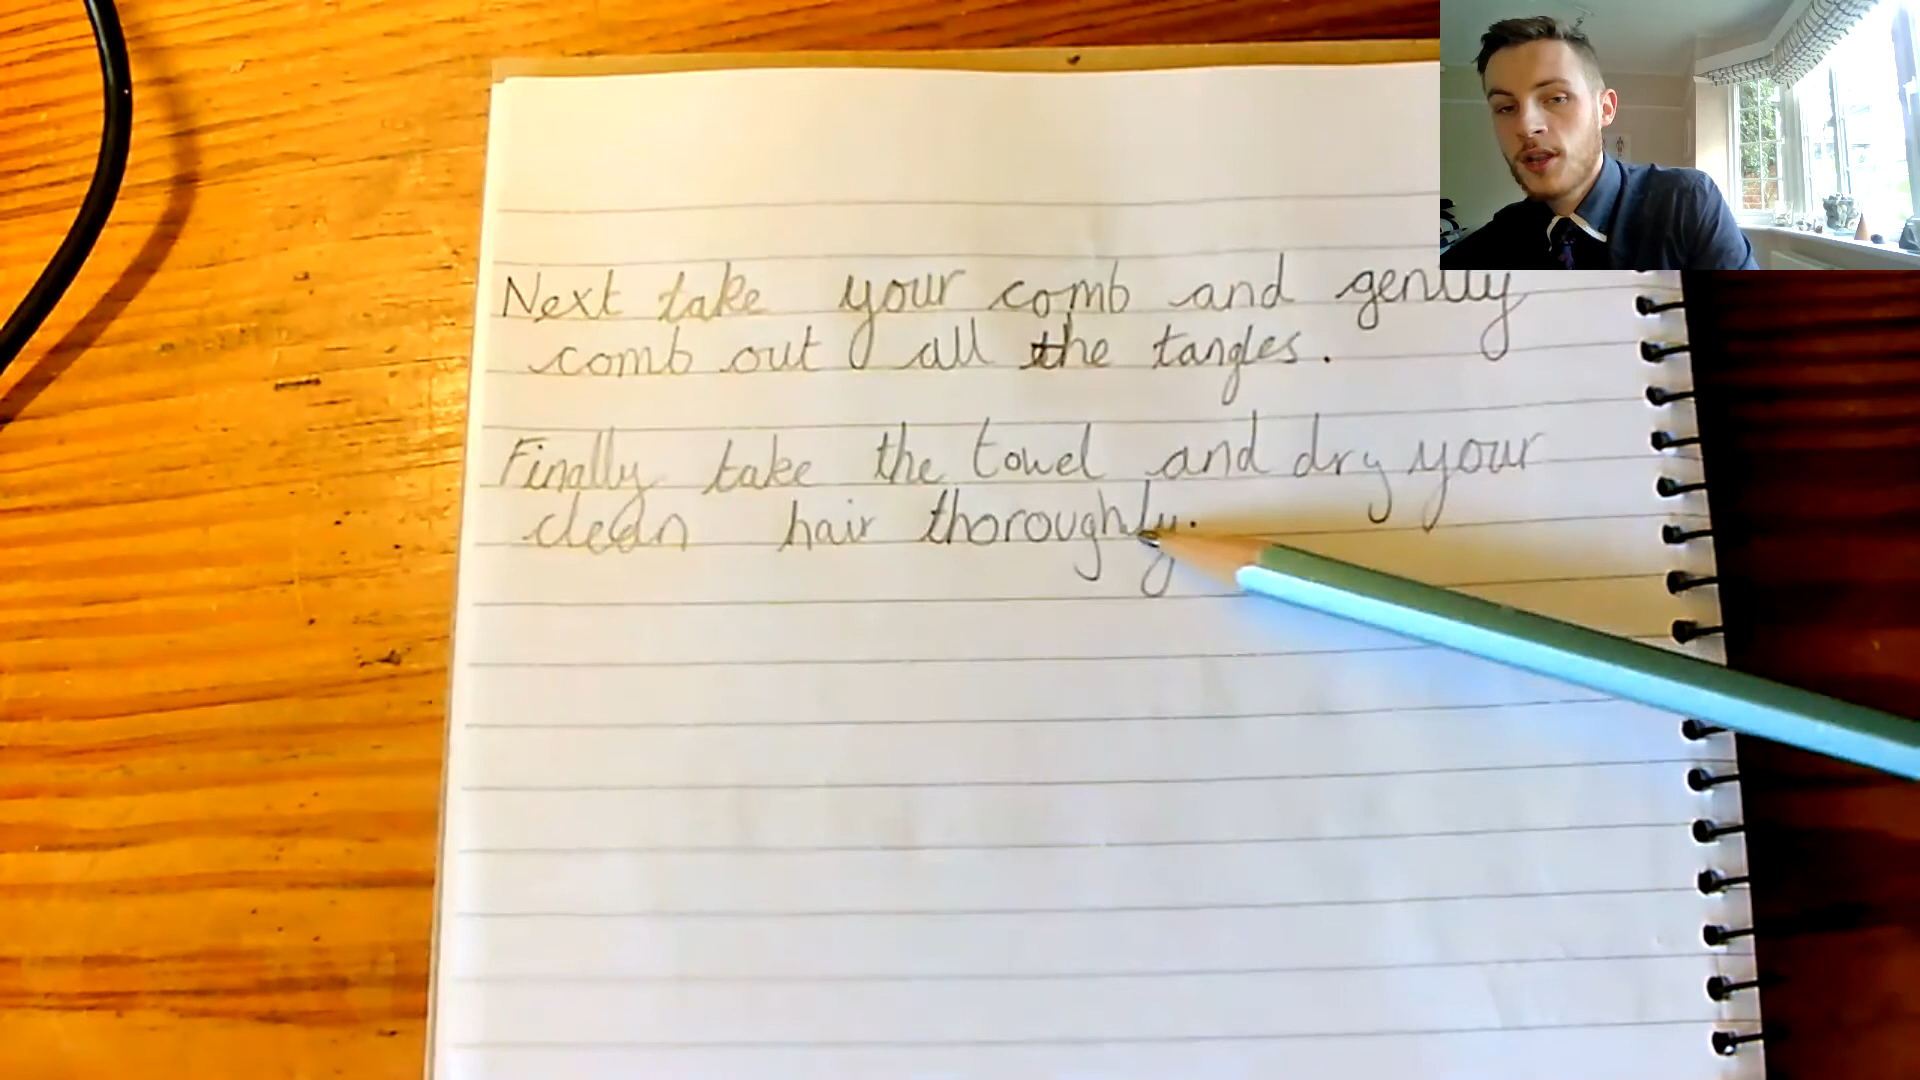 Next take your comb and gently
comb out all the tangles.
Finally take the towel and dry your
clean hair thoroughly.